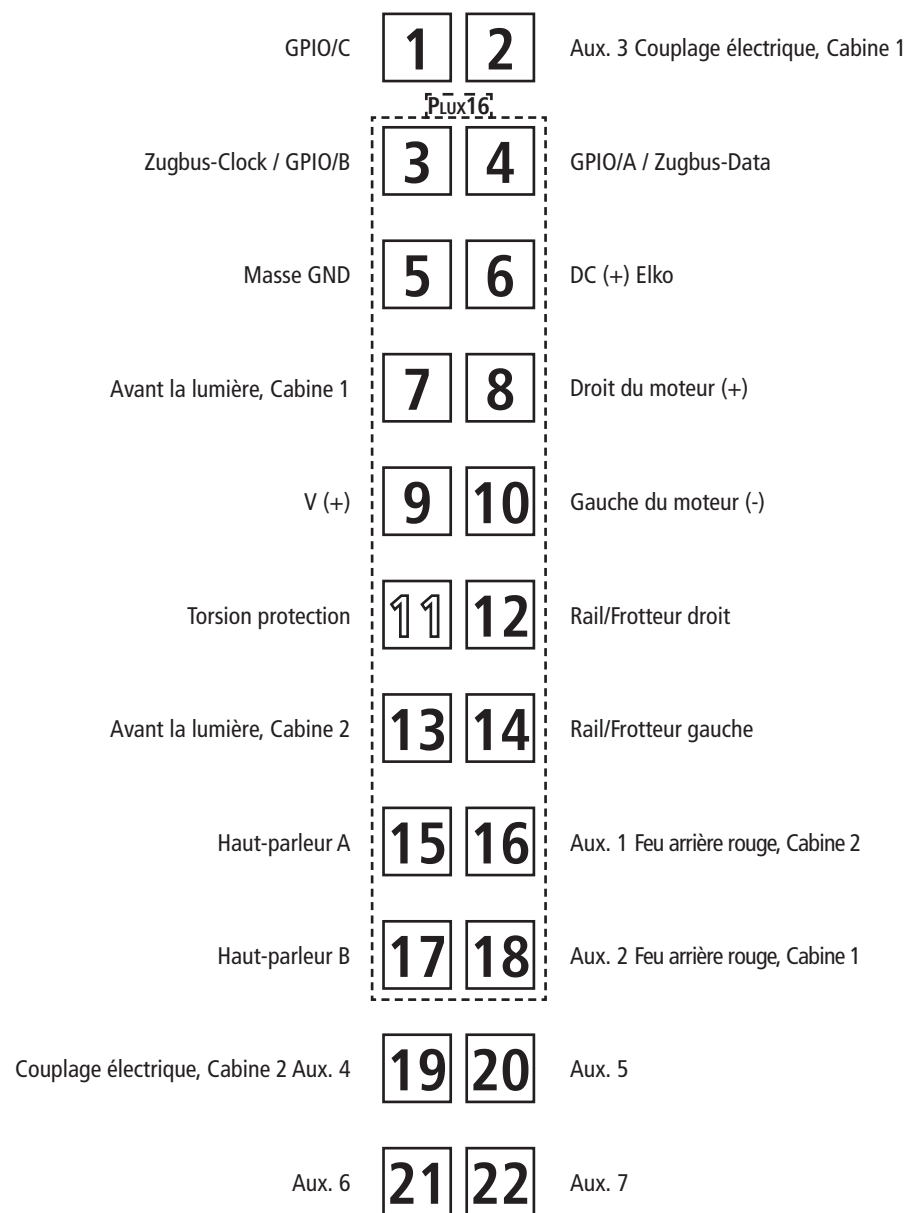 GPIO/C 1 2 Aux. 3 Couplage électrique, Cabine 1
PLUX16
Zugbus-Clock / GPIO/B 3 4 GPIO/A / Zugbus-Data
Masse GND 5 6 DC (+) Elko
Avant la lumière, Cabine 1 7 8 Droit du moteur (+)
V (+) 9 10 Gauche du moteur (-)
Torsion protection 11 12 Rail/Frotteur droit
Avant la lumière, Cabine 2 13 14 Rail/Frotteur gauche
Haut-parleur A 15 16 Aux. 1 Feu arrière rouge, Cabine 2
Haut-parleur B 17 18 Aux. 2 Feu arrière rouge, Cabine 1
Couplage électrique, Cabine 2 Aux. 4 19 20 Aux. 5
Aux. 6 21 22 Aux. 7